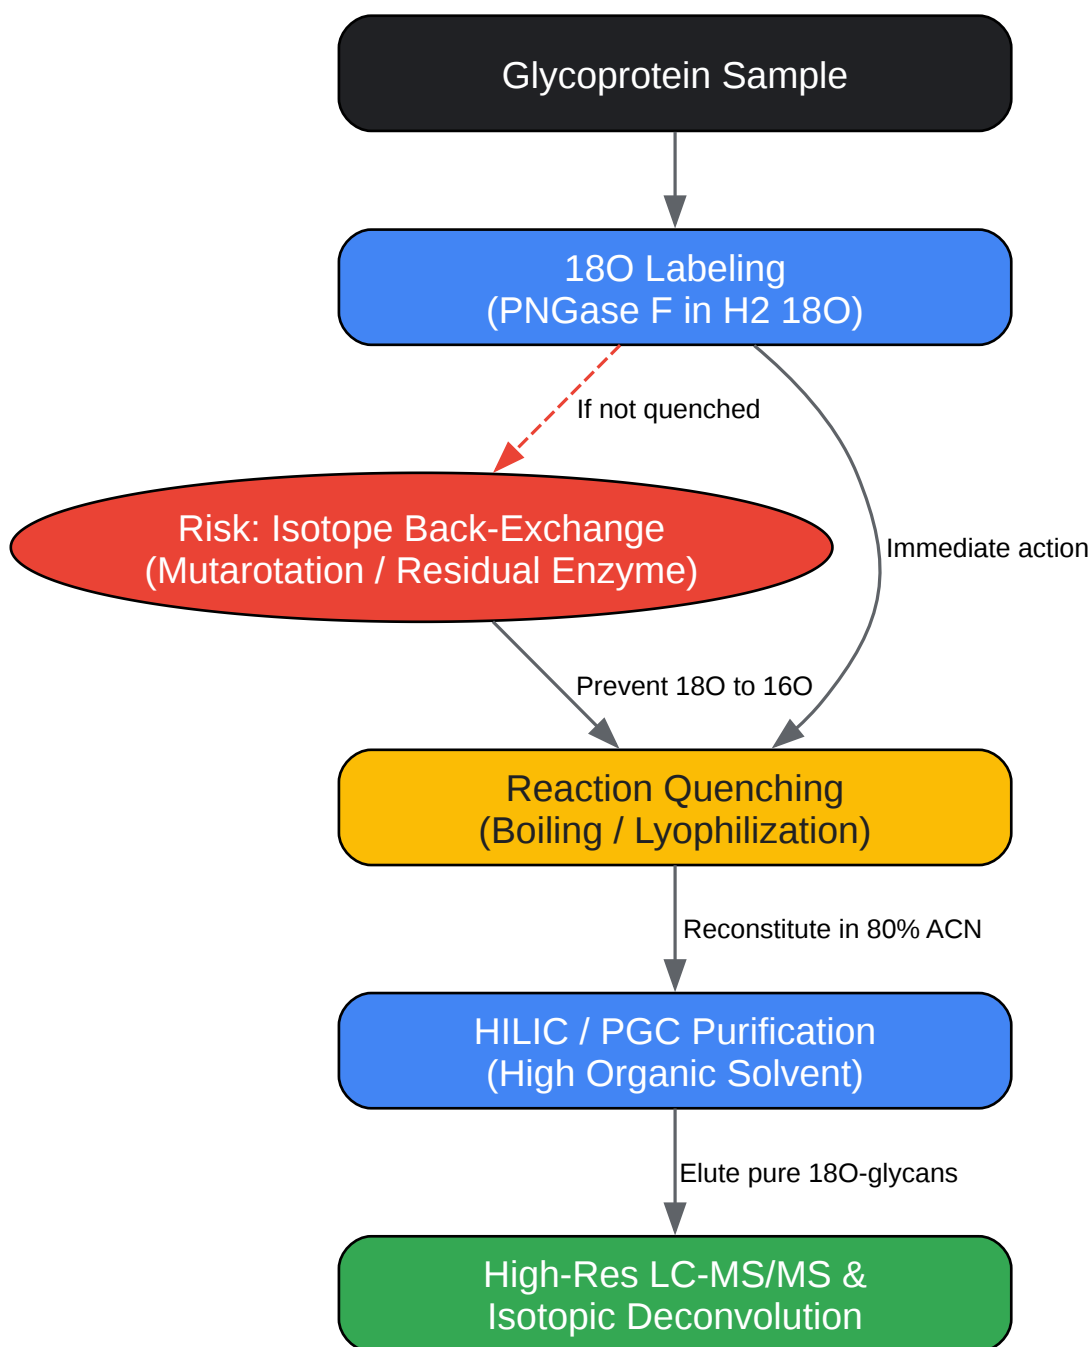 Glycoprotein Sample
18O Labeling
(PNGase F in H2 18O)
If not quenched
Risk: Isotope Back-Exchange
(Mutarotation / Residual Enzyme)
Immediate action
Prevent 18O to 16O
Reaction Quenching
(Boiling / Lyophilization)
Reconstitute in 80% ACN
HILIC / PGC Purification
(High Organic Solvent)
Elute pure 18O-glycans
High-Res LC-MS/MS &
Isotopic Deconvolution